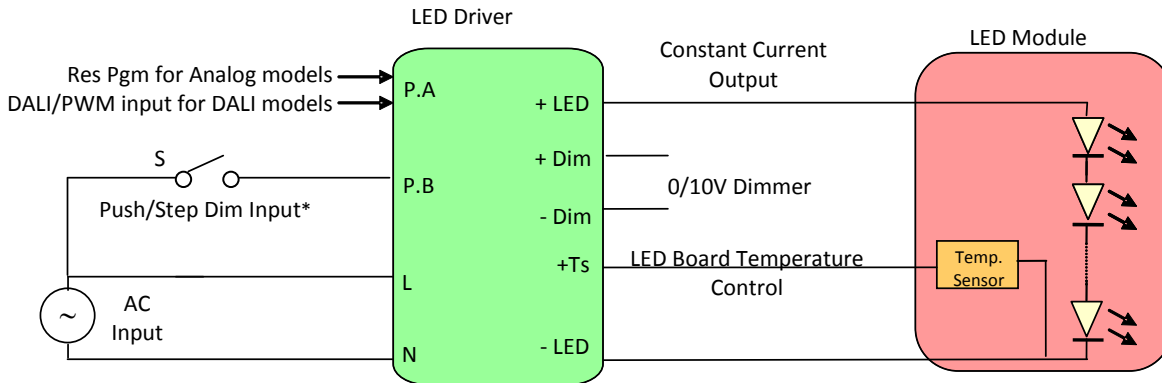 LED Driver
Constant Current
Output
LED Module
Res Pgm for Analog models
DALI/PWM input for DALI models
P.A
+ LED
S
+ Dim
P.B
0/10V Dimmer
Push/Step Dim Input*
- Dim
+Ts
LED Board Temperature
Control
Temp.
Sensor
L
AC
Input
~
N
- LED